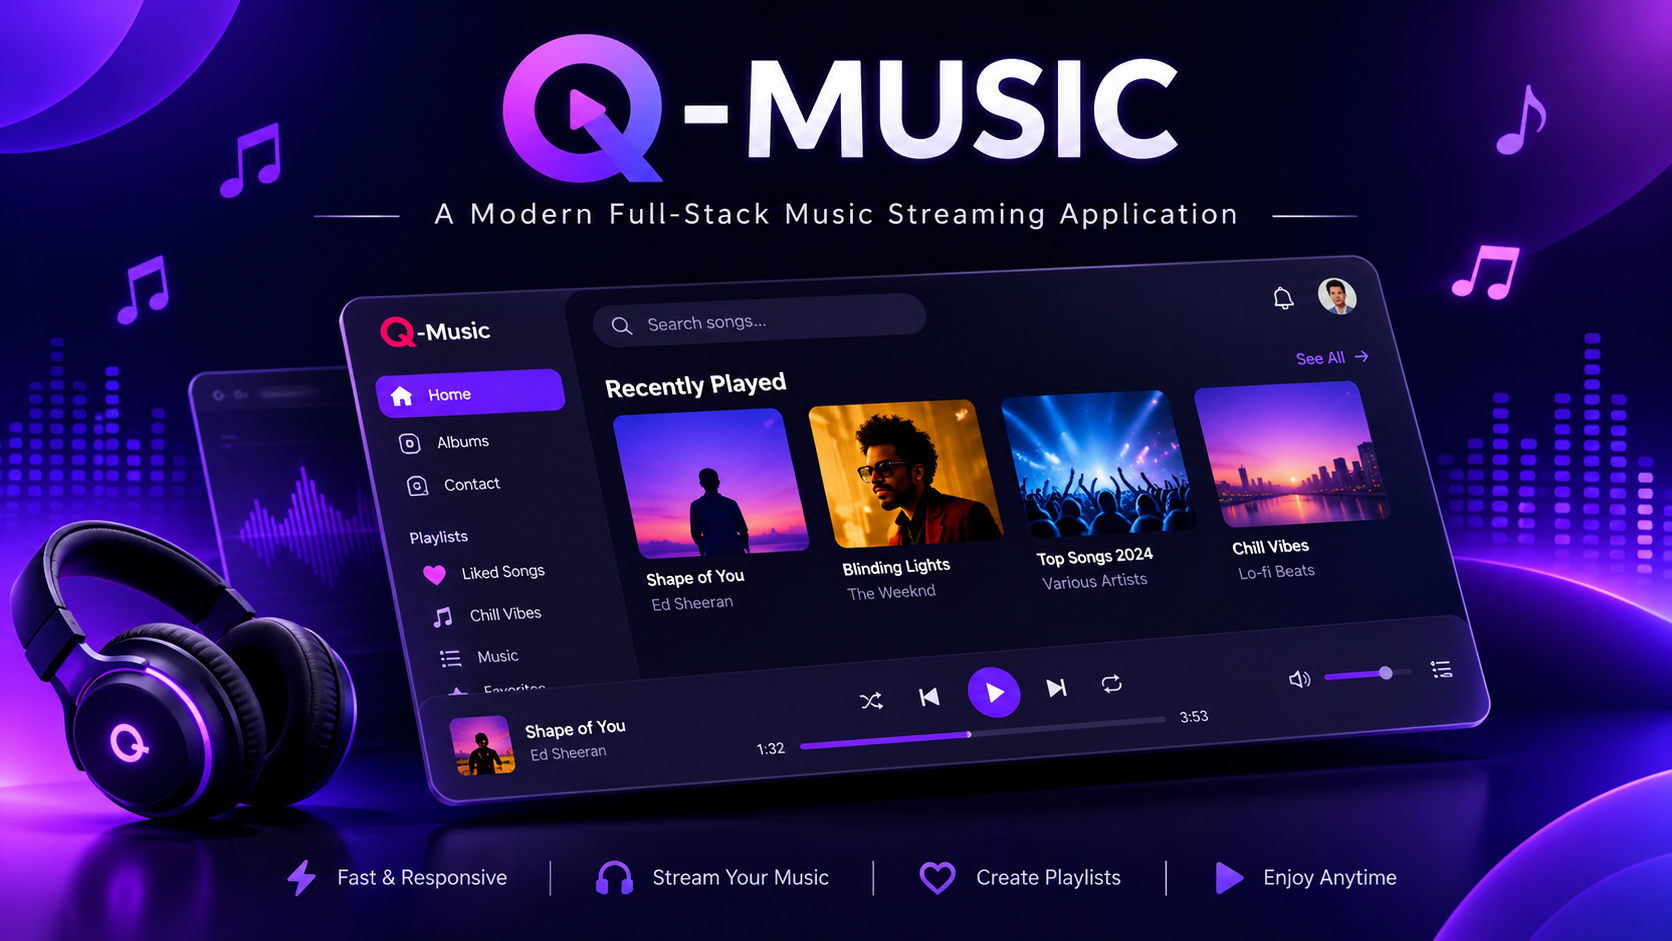 Q-MUSIC
A Modern Full-Stack Music Streaming Application
Q-Music
Search songs...
Home
Albums
Contact
Playlists
Liked Songs
Chill Vibes
Music
Favorites
Recently Played
See All
Shape of You
Ed Sheeran
Blinding Lights
The Weeknd
Top Songs 2024
Various Artists
Chill Vibes
Lo-fi Beats
Shape of You
Ed Sheeran
1:32
3:53
Q
Fast & Responsive
Stream Your Music
Create Playlists
Enjoy Anytime